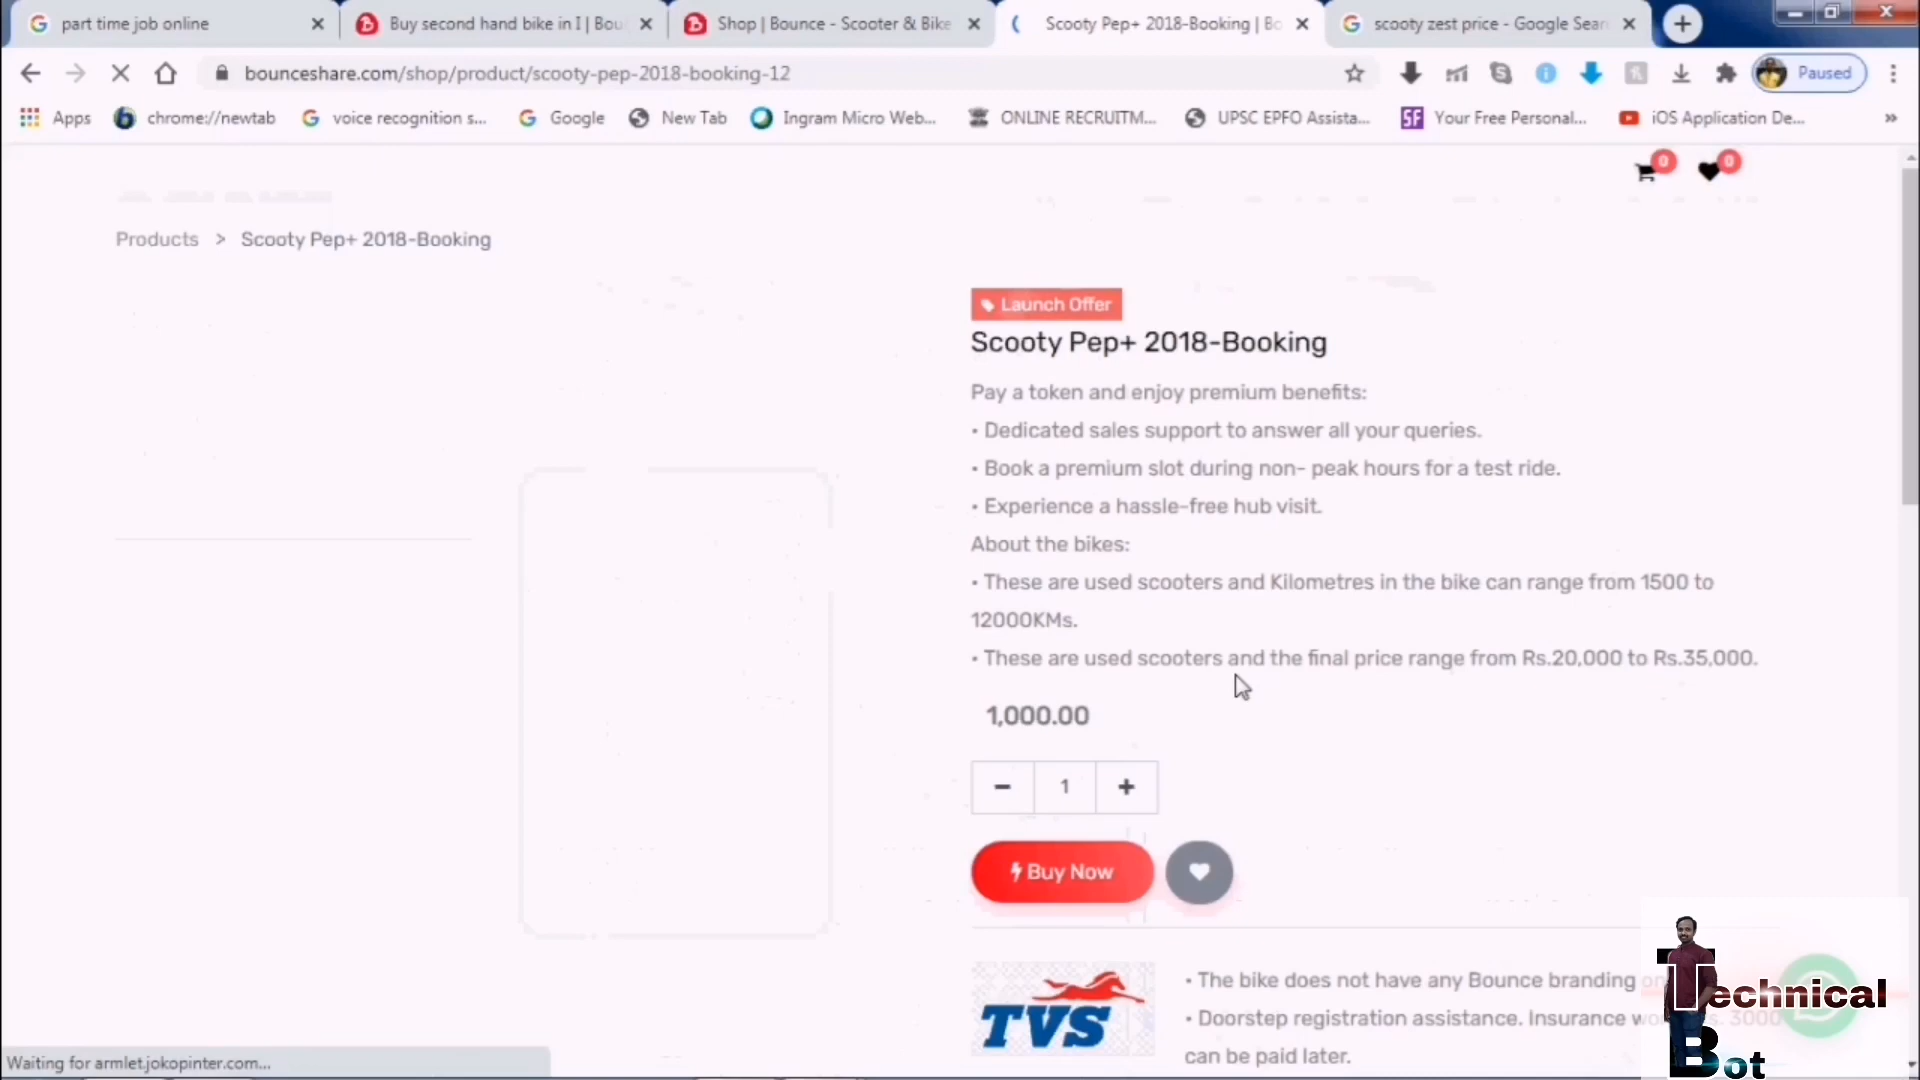 part time job online
Buy second hand bike in I | Bou
Shop | Bounce - Scooter & Bike
Scooty Pep+ 2018-Booking | Bo
scooty zest price - Google Sear
bounceshare.com/shop/product/scooty-pep-2018-booking-12
Paused
Apps
chrome://newtab
voice recognition s...
Google
New Tab
Ingram Micro Web...
ONLINE RECRUITM...
UPSC EPFO Assista...
SF
Your Free Personal...
iOS Application De...
0
0
Products > Scooty Pep+ 2018-Booking
Launch Offer
Scooty Pep+ 2018-Booking
Pay a token and enjoy premium benefits:
• Dedicated sales support to answer all your queries.
• Book a premium slot during non- peak hours for a test ride.
• Experience a hassle-free hub visit.
About the bikes:
• These are used scooters and Kilometres in the bike can range from 1500 to
12000KMs.
• These are used scooters and the final price range from Rs.20,000 to Rs.35,000.
1,000.00
− 1 +
Buy Now
TVS
• The bike does not have any Bounce branding on
• Doorstep registration assistance. Insurance 3000
can be paid later.
Technical
Bot
Waiting for armlet.jokopinter.com...